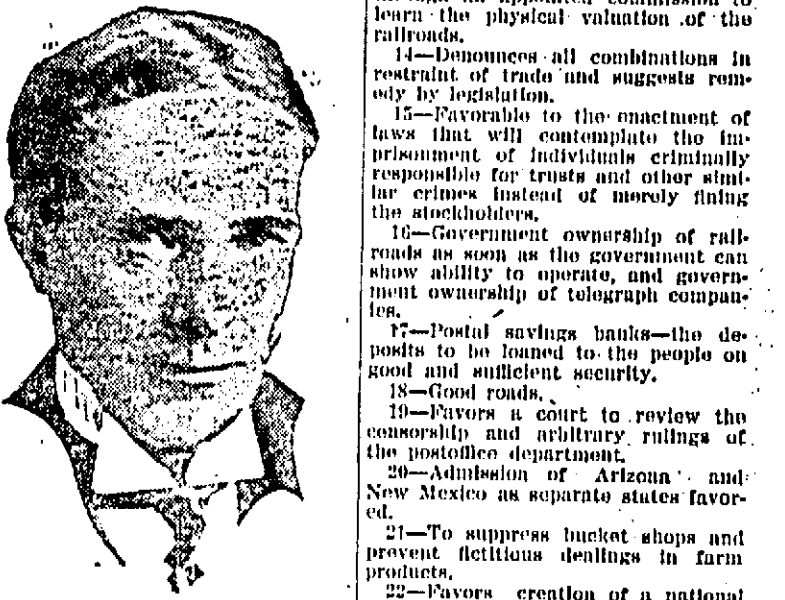 through an appointed commission to
learn the physical valuation of the
railroads.
14—Denounces all combinations in
restraint of trade and suggests rem-
edy by legislation.
15—Favorable to the enactment of
laws that will contemplate the im-
prisonment of individuals criminally
responsible for trusts and other simi-
lar crimes instead of merely fining
the stockholders.
16—Government ownership of rail-
roads as soon as the government can
show ability to operate, and govern-
ment ownership of telegraph compan-
ies.
17—Postal savings banks—the de-
posits to be loaned to the people on
good and sufficient security.
18—Good roads.
19—Favors a court to review the
censorship and arbitrary rulings of
the postoffice department.
20—Admission of Arizona and
New Mexico as separate states favor-
ed.
21—To suppress bucket shops and
prevent fictitious dealings in farm
products.
22—Favors creation of a national